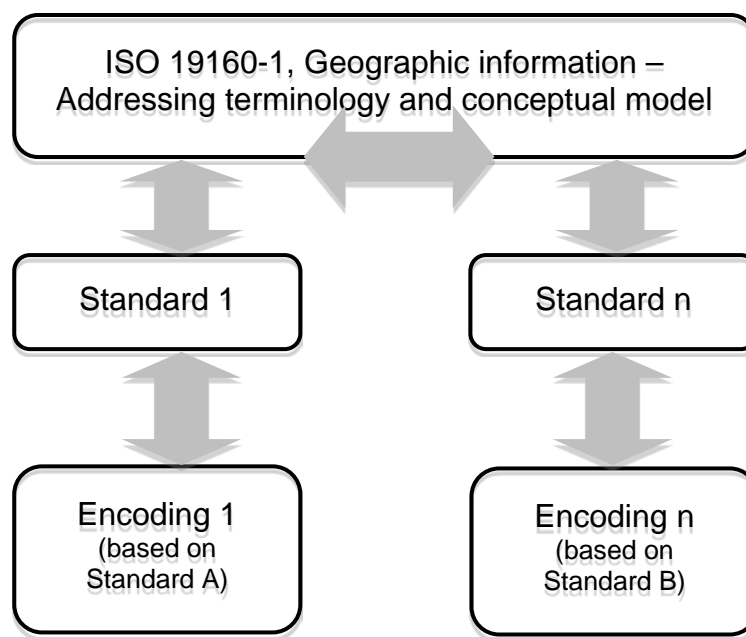 ISO 19160-1, Geographic information –
Addressing terminology and conceptual model
Standard 1
Standard n
Encoding 1
(based on
Standard A)
Encoding n
(based on
Standard B)